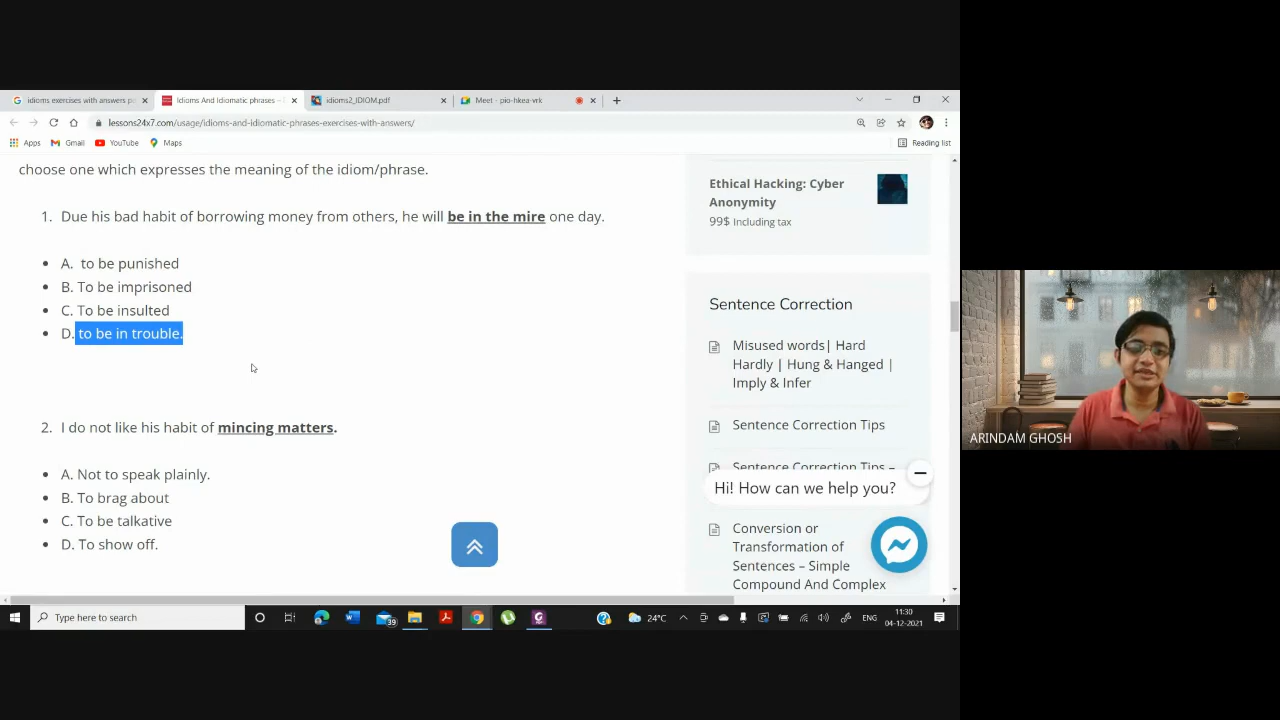 idioms exercises with answers po
Idioms And Idiomatic phrases –
idioms2_IDIOM.pdf
Meet - pio-hkea-vrk
lessons24x7.com/usage/idioms-and-idiomatic-phrases-exercises-with-answers/
Apps
Gmail
YouTube
Maps
Reading list
choose one which expresses the meaning of the idiom/phrase.
1. Due his bad habit of borrowing money from others, he will be in the mire one day.
A. to be punished
B. To be imprisoned
C. To be insulted
D. to be in trouble.
2. I do not like his habit of mincing matters.
A. Not to speak plainly.
B. To brag about
C. To be talkative
D. To show off.
Ethical Hacking: Cyber
Anonymity
99$ Including tax
Sentence Correction
Misused words| Hard
Hardly | Hung & Hanged |
Imply & Infer
Sentence Correction Tips
Sentence Correction Tips –
Hi! How can we help you?
Conversion or
Transformation of
Sentences – Simple
Compound And Complex
ARINDAM GHOSH
Type here to search
39
24°C
ENG
11:30
04-12-2021